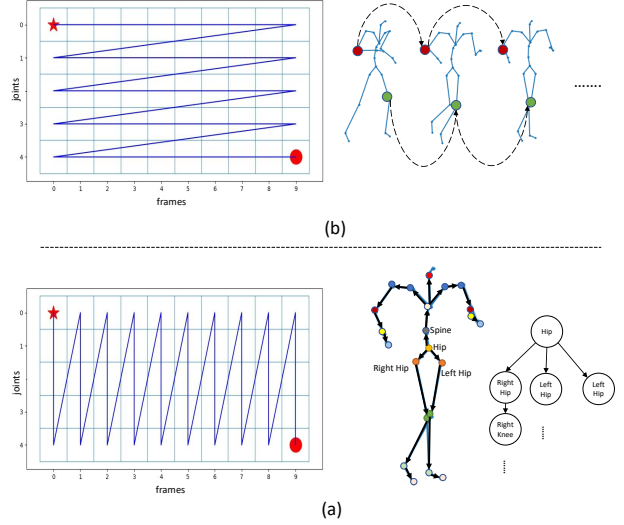 0
1
2
3
4
joints
0 1 2 3 4 5 6 7 8 9
frames
.......
(b)
0
1
2
3
4
joints
0 1 2 3 4 5 6 7 8 9
frames
Spine
Hip
Right Hip
Left Hip
Hip
Right
Hip
Left
Hip
Left
Hip
Right
Knee
(a)